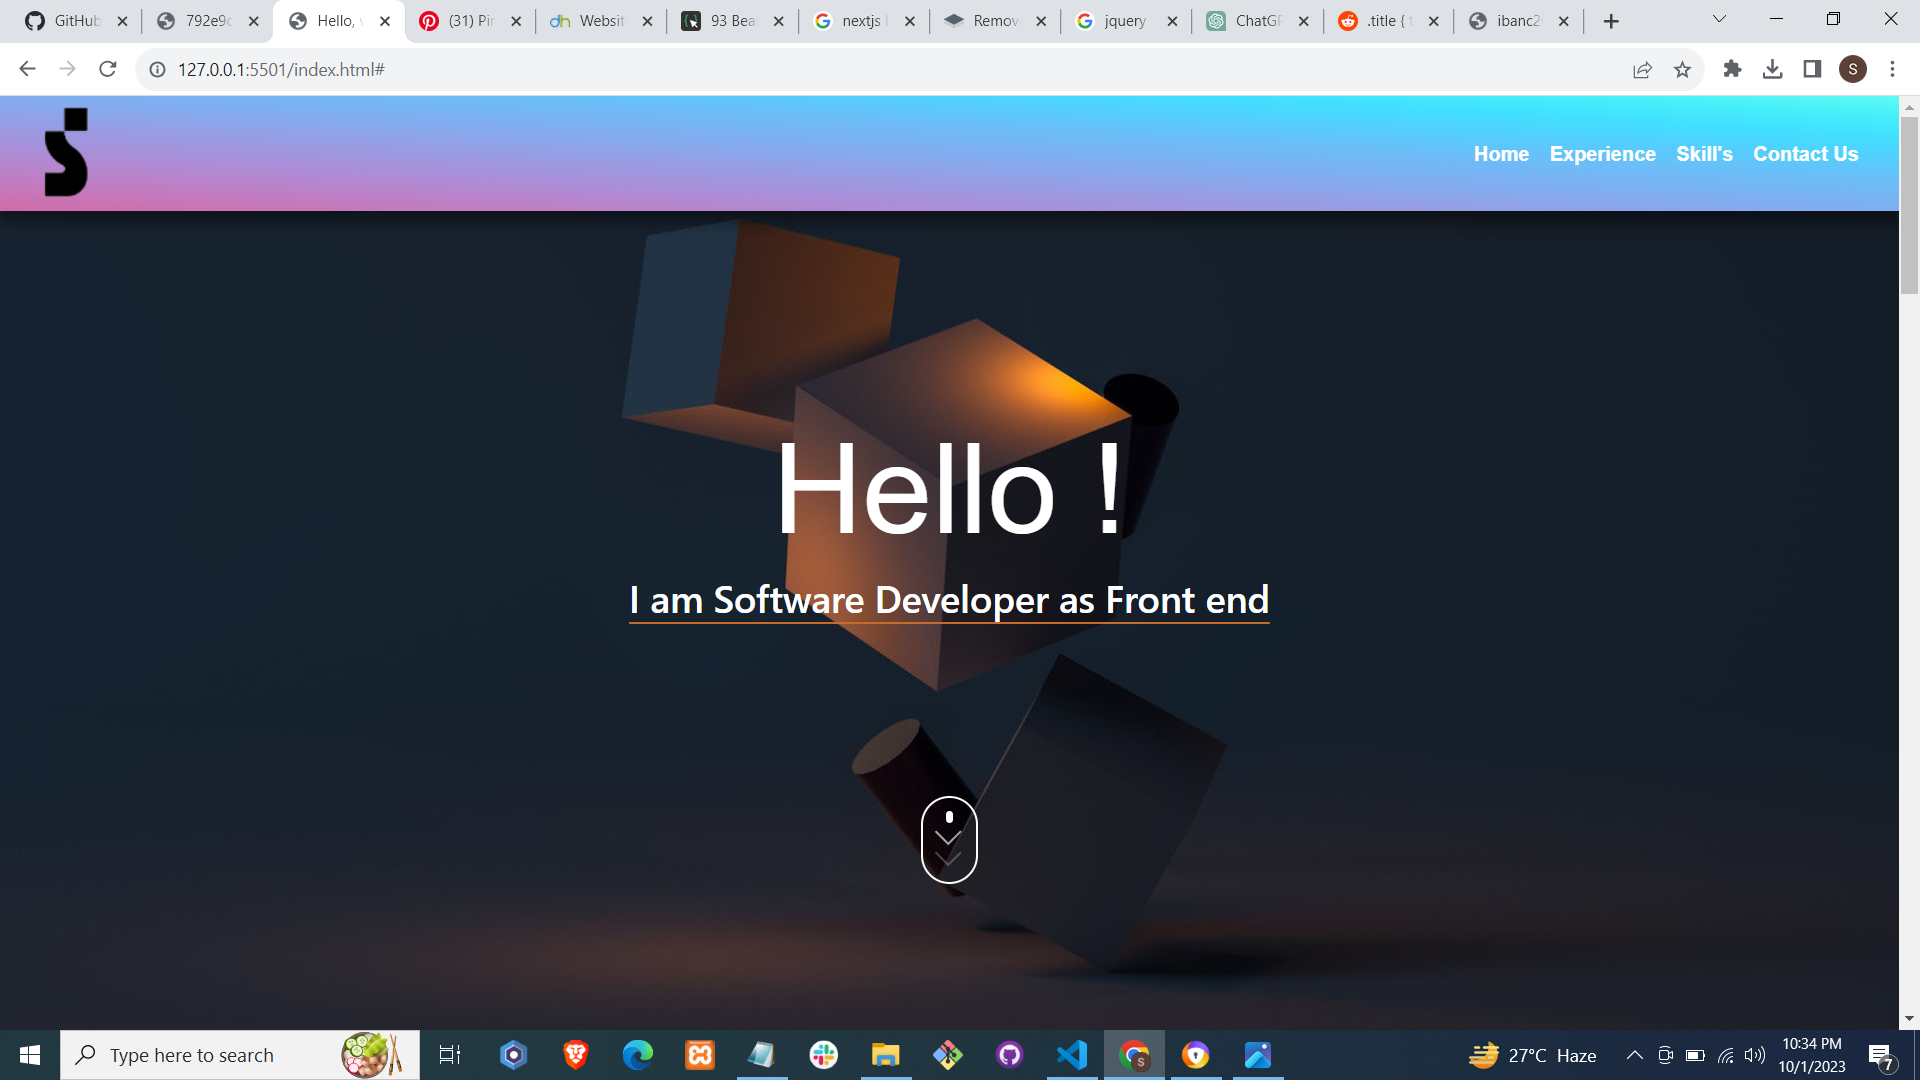 GitHub
792e9c
Hello, w
(31) Pin
Websit
93 Bea
nextjs
Remov
jquery
ChatGP
.title { t
ibanc2
127.0.0.1:5501/index.html#
S
Home Experience Skill's Contact Us
Hello !
I am Software Developer as Front end
Type here to search
S
27°C Haze
10:34 PM
10/1/2023
7